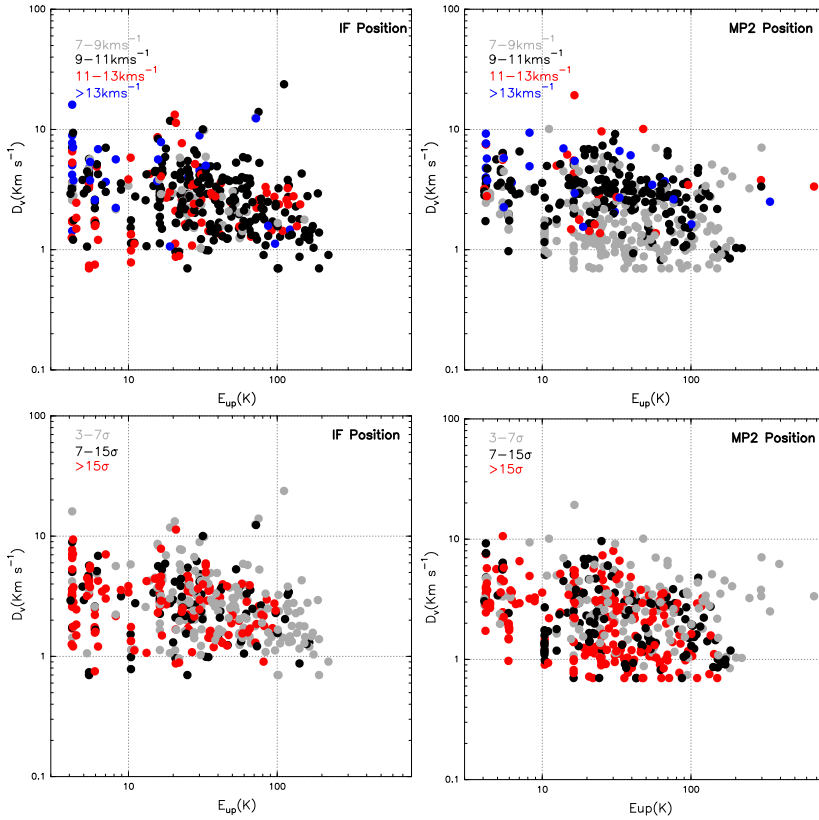 IF Position
7−9kms⁻¹
9−11kms⁻¹
11−13kms⁻¹
>13kms⁻¹
100
10
1
0.1
Dᵥ(Km s⁻¹)
10
100
E_up(K)
MP2 Position
7−9kms⁻¹
9−11kms⁻¹
11−13kms⁻¹
>13kms⁻¹
100
10
1
0.1
Dᵥ(Km s⁻¹)
10
100
E_up(K)
IF Position
3−7σ
7−15σ
>15σ
100
10
1
0.1
Dᵥ(Km s⁻¹)
10
100
E_up(K)
MP2 Position
3−7σ
7−15σ
>15σ
100
10
1
0.1
Dᵥ(Km s⁻¹)
10
100
Eup(K)